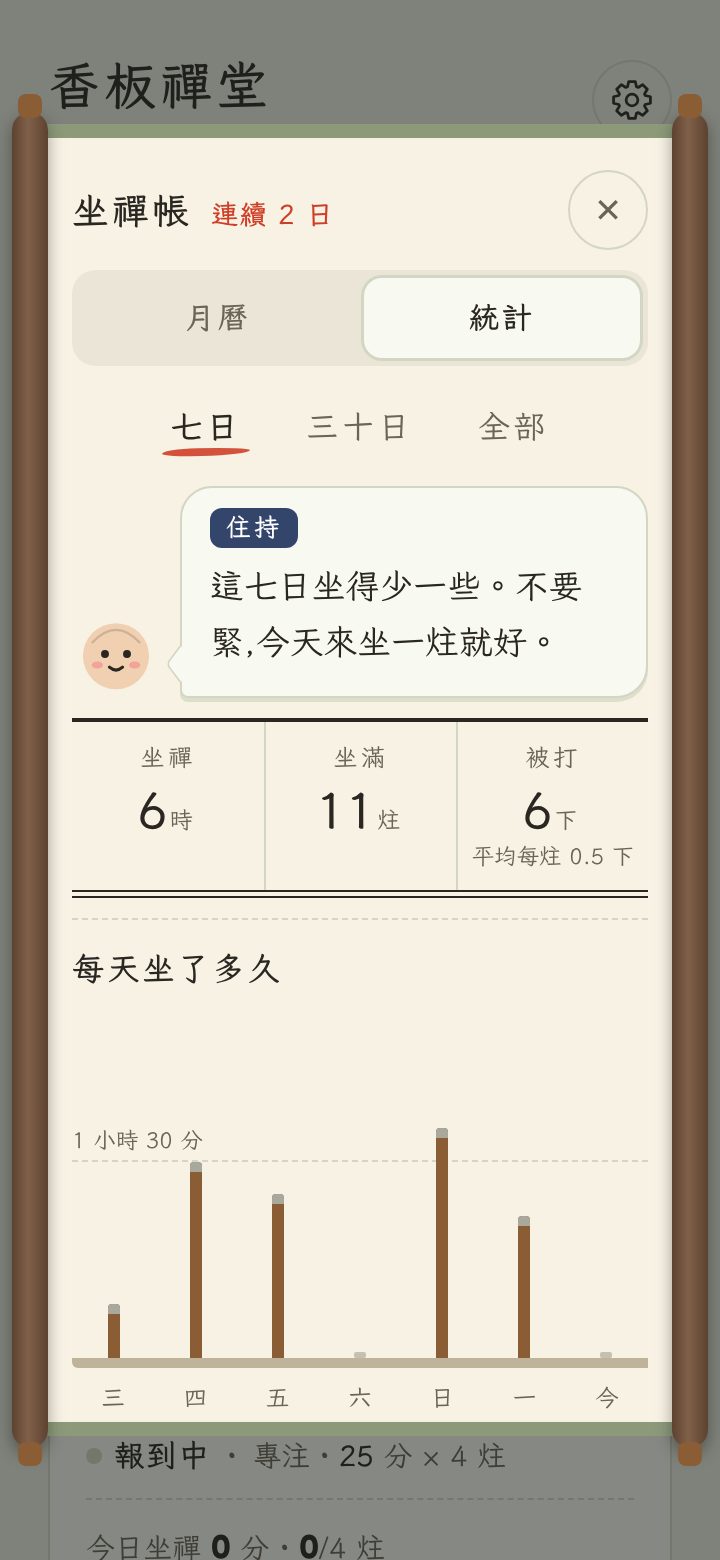 香板禪堂
坐禪帳 連續 2 日
月曆 統計
七日 三十日 全部
住持
這七日坐得少一些。不要
緊,今天來坐一炷就好。
坐禪 坐滿 被打
6時 11炷 6下
平均每炷 0.5 下
每天坐了多久
1 小時 30 分
三 四 五 六 日 一 今
報到中 · 專注 · 25 分 × 4 炷
今日坐禪 0 分 · 0/4 炷